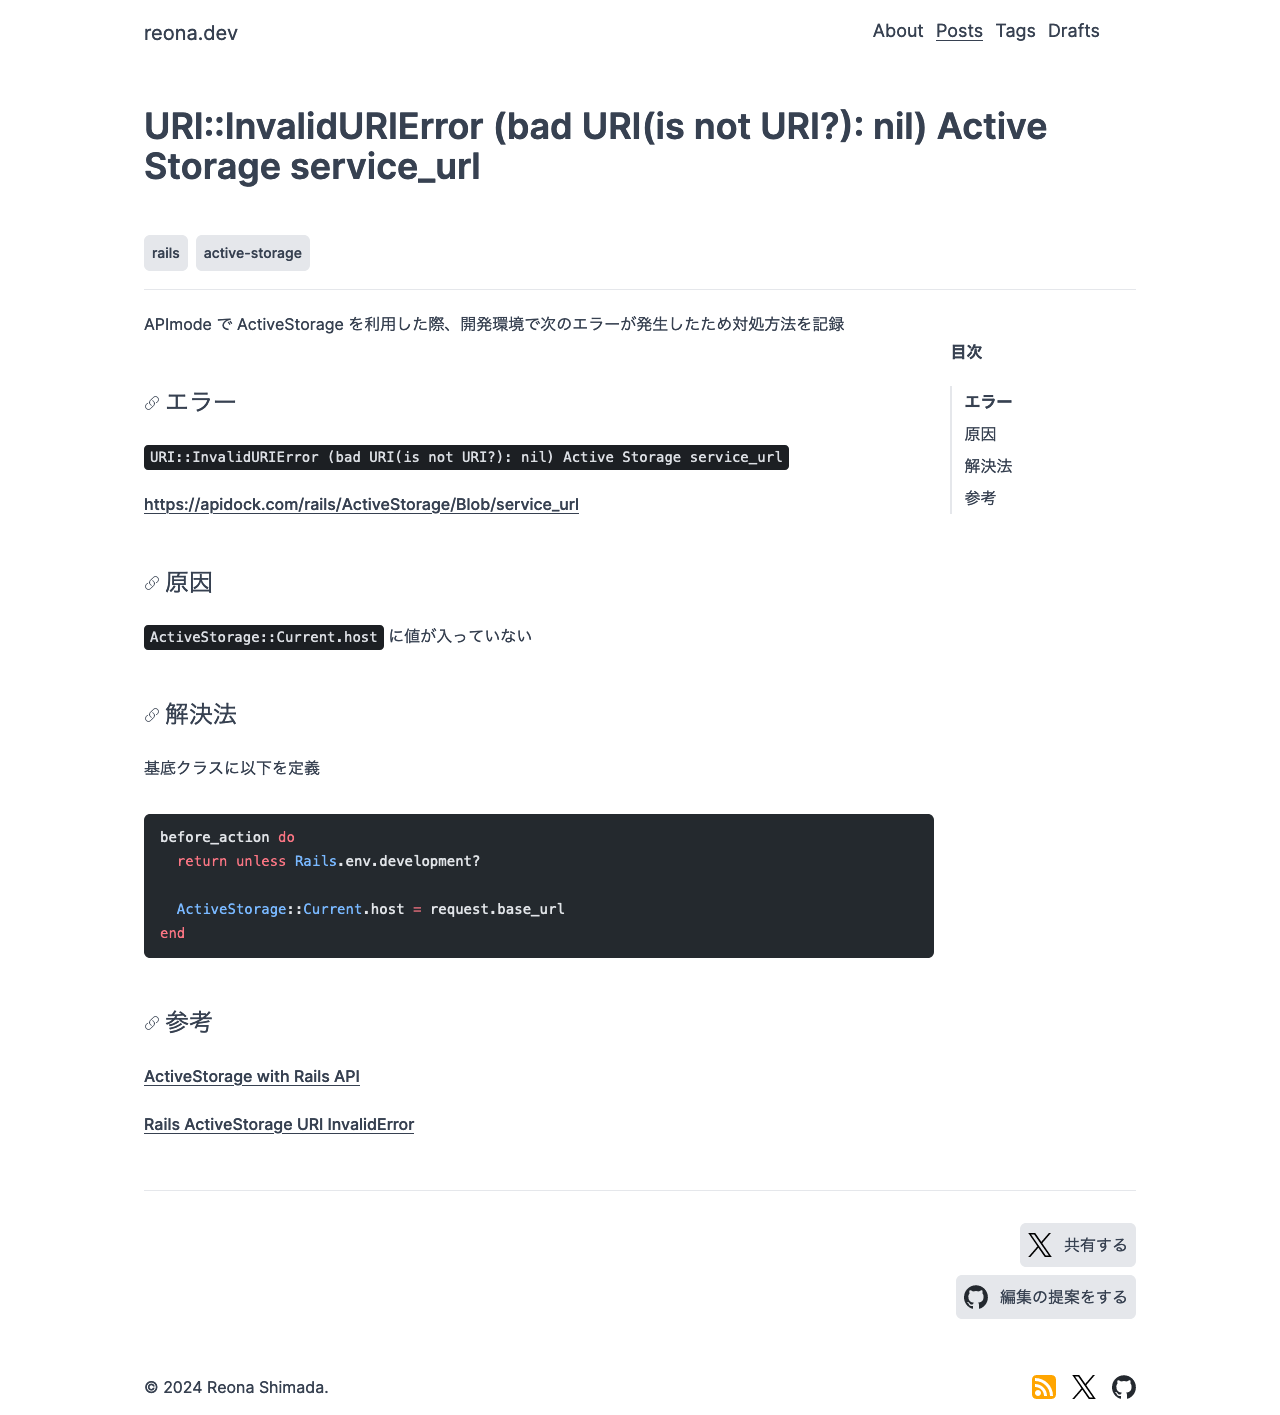 reona.dev
About Posts Tags Drafts
URI::InvalidURIError (bad URI(is not URI?): nil) Active
Storage service_url
rails active-storage
APImode で ActiveStorage を利用した際、開発環境で次のエラーが発生したため対処方法を記録
目次
エラー
原因
解決法
参考
エラー
URI::InvalidURIError (bad URI(is not URI?): nil) Active Storage service_url
https://apidock.com/rails/ActiveStorage/Blob/service_url
原因
ActiveStorage::Current.host に値が入っていない
解決法
基底クラスに以下を定義
before_action do
  return unless Rails.env.development?
  ActiveStorage::Current.host = request.base_url
end
参考
ActiveStorage with Rails API
Rails ActiveStorage URI InvalidError
共有する
編集の提案をする
© 2024 Reona Shimada.